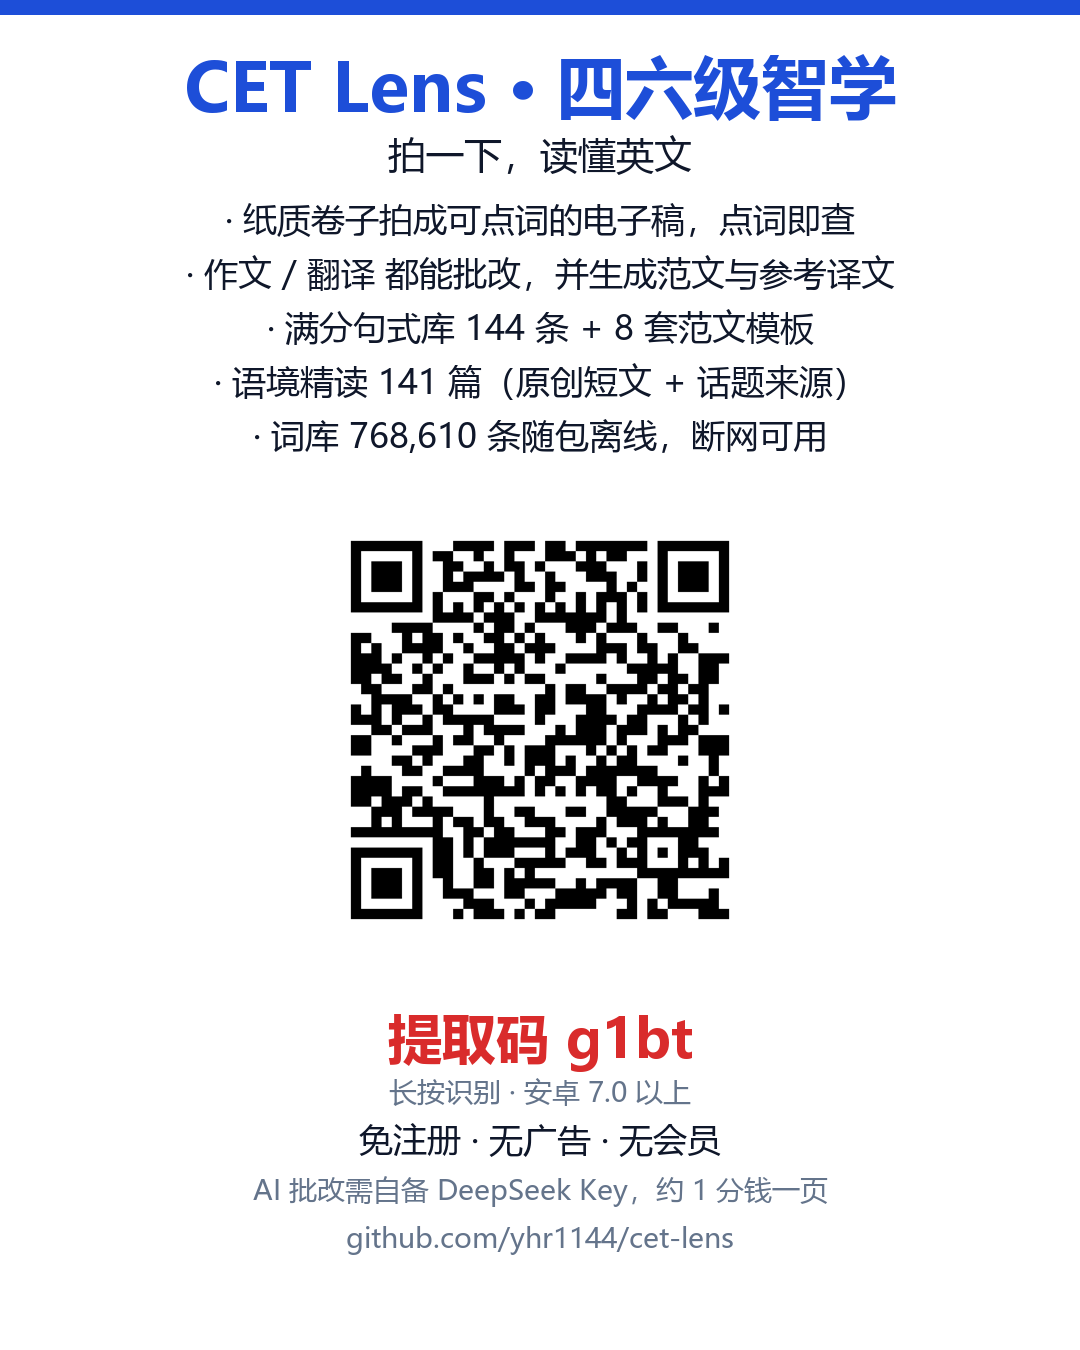 CET Lens · 四六级智学
拍一下，读懂英文
· 纸质卷子拍成可点词的电子稿，点词即查
· 作文 / 翻译 都能批改，并生成范文与参考译文
· 满分句式库 144 条 + 8 套范文模板
· 语境精读 141 篇（原创短文 + 话题来源）
· 词库 768,610 条随包离线，断网可用
提取码 g1bt
长按识别 · 安卓 7.0 以上
免注册 · 无广告 · 无会员
AI 批改需自备 DeepSeek Key，约 1 分钱一页
github.com/yhr1144/cet-lens